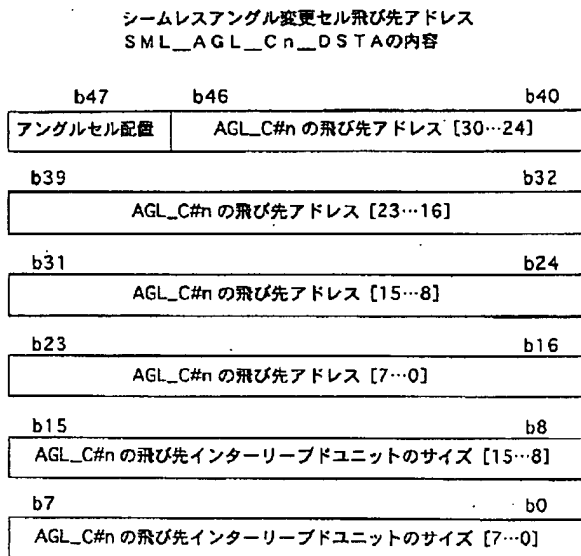 シームレスアングル変更セル飛び先アドレス
SML__AGL__Cn__DSTAの内容
b47 b46 b40
アングルセル配置 AGL_C#n の飛び先アドレス [30…24]
b39 b32
AGL_C#n の飛び先アドレス [23…16]
b31 b24
AGL_C#n の飛び先アドレス [15…8]
b23 b16
AGL_C#n の飛び先アドレス [7…0]
b15 b8
AGL_C#n の飛び先インターリーブドユニットのサイズ [15…8]
b7 b0
AGL_C#n の飛び先インターリーブドユニットのサイズ [7…0]